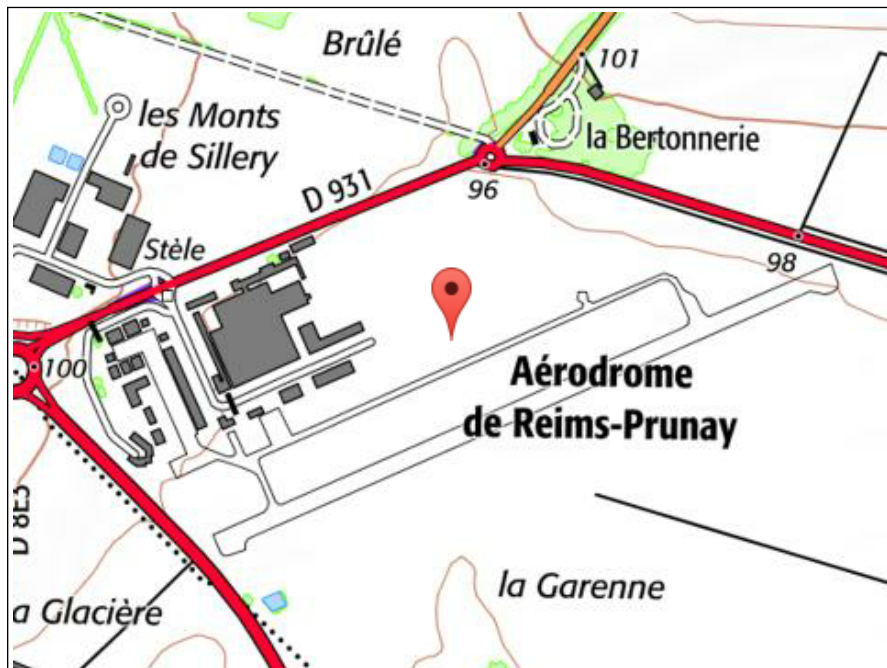 Brûlé
101
les Monts
de Sillery
la Bertonnerie
D 931
96
Stèle
98
100
Aérodrome
de Reims-Prunay
D 8E3
la Garenne
a Glacière